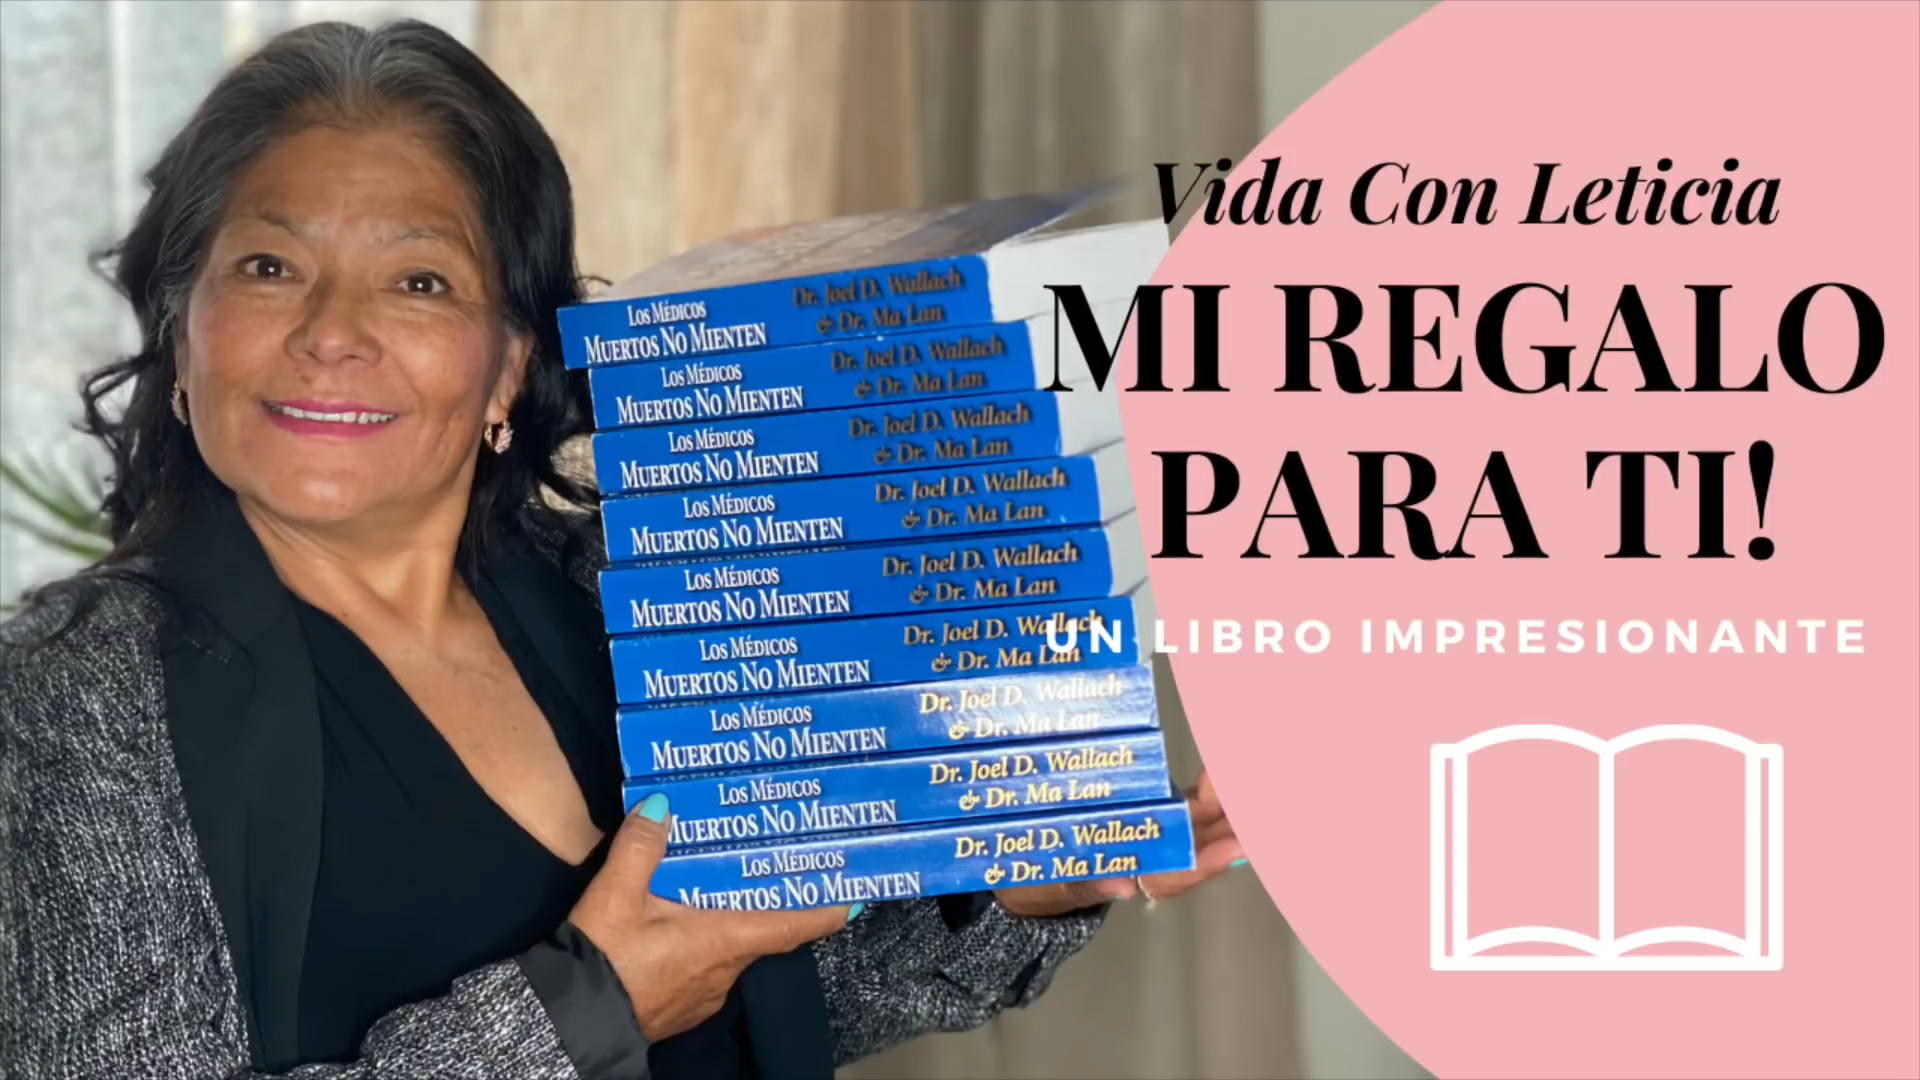 Vida Con Leticia
MI REGALO
PARA TI!
UN LIBRO IMPRESIONANTE
LOS MÉDICOS
MUERTOS NO MIENTEN
Dr. Joel D. Wallach
& Dr. Ma Lan
LOS MÉDICOS
MUERTOS NO MIENTEN
Dr. Joel D. Wallach
& Dr. Ma Lan
LOS MÉDICOS
MUERTOS NO MIENTEN
Dr. Joel D. Wallach
& Dr. Ma Lan
LOS MÉDICOS
MUERTOS NO MIENTEN
Dr. Joel D. Wallach
& Dr. Ma Lan
LOS MÉDICOS
MUERTOS NO MIENTEN
Dr. Joel D. Wallach
& Dr. Ma Lan
LOS MÉDICOS
MUERTOS NO MIENTEN
Dr. Joel D. Wallach
& Dr. Ma Lan
LOS MÉDICOS
MUERTOS NO MIENTEN
Dr. Joel D. Wallach
& Dr. Ma Lan
LOS MÉDICOS
MUERTOS NO MIENTEN
Dr. Joel D. Wallach
& Dr. Ma Lan
LOS MÉDICOS
MUERTOS NO MIENTEN
Dr. Joel D. Wallach
& Dr. Ma Lan